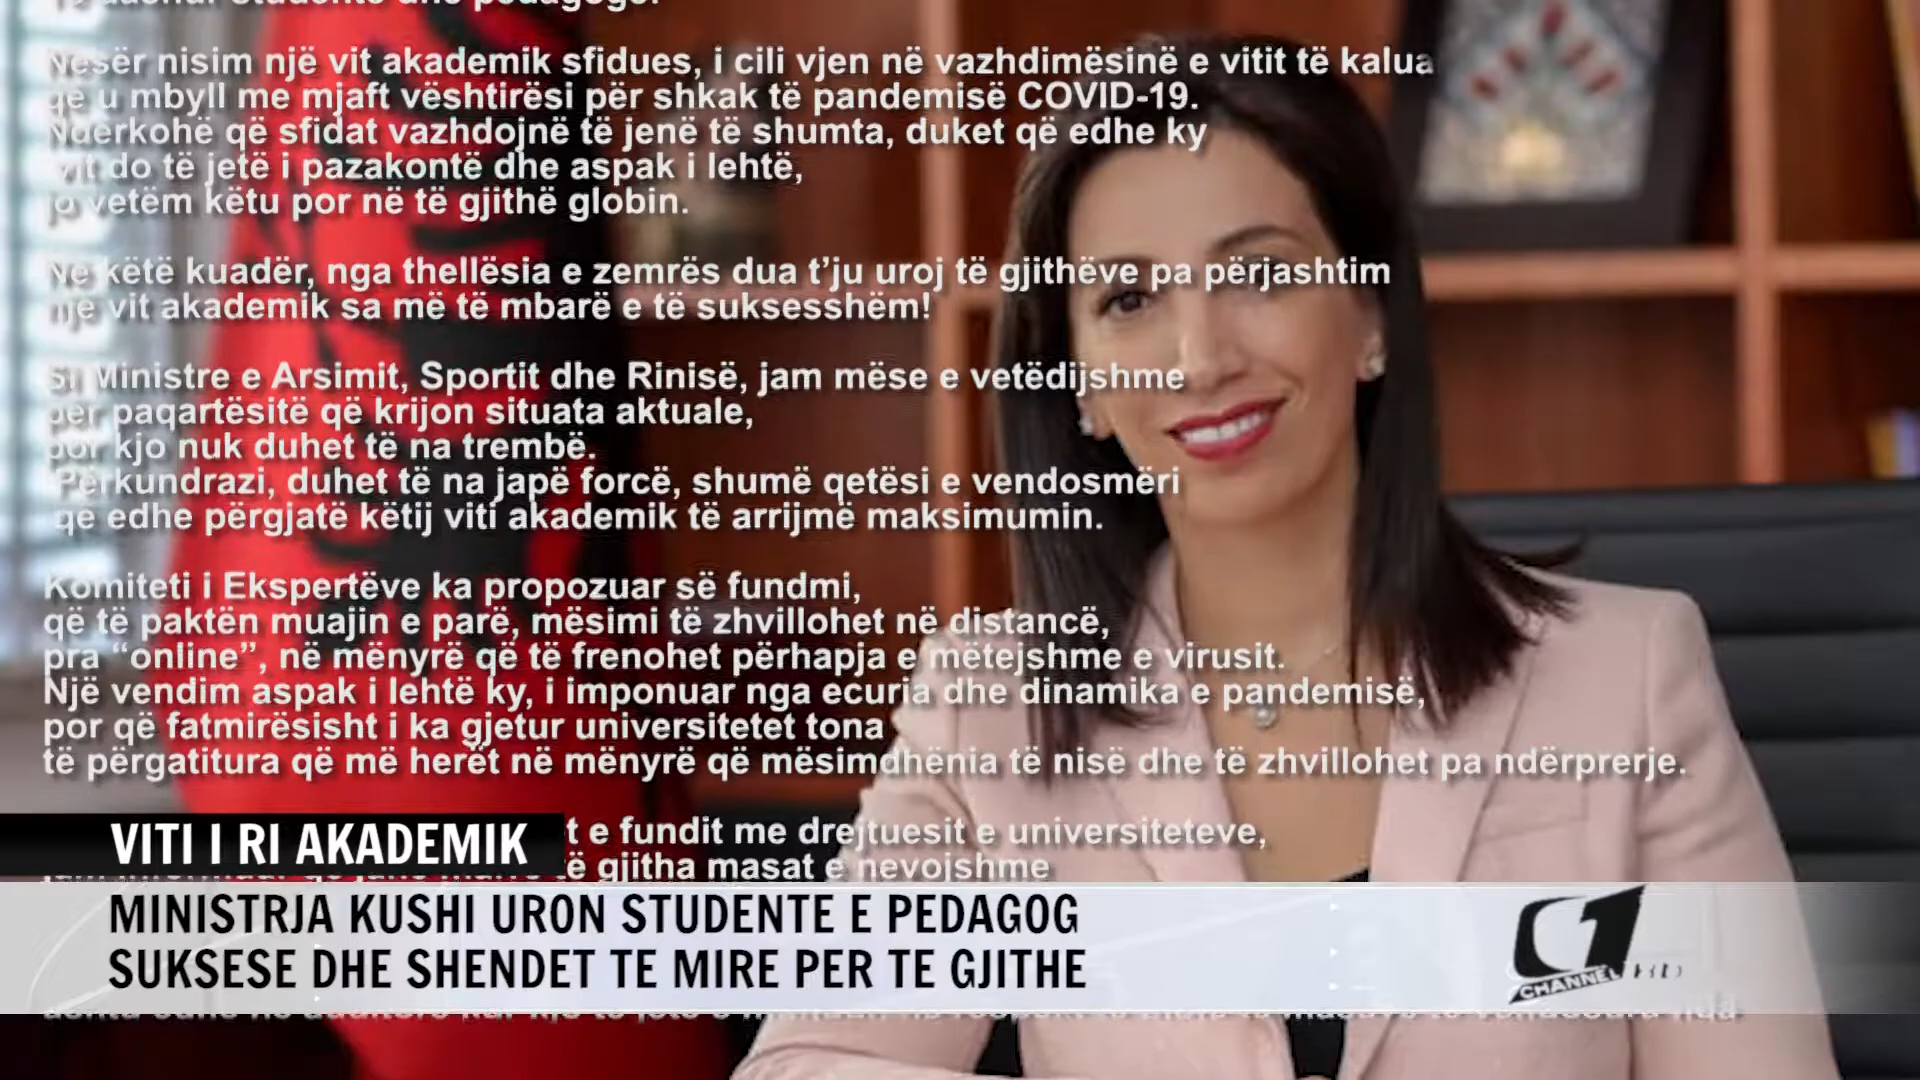 Të dashur studentë dhe pedagogë!
Nesër nisim një vit akademik sfidues, i cili vjen në vazhdimësinë e vitit të kalua
që u mbyll me mjaft vështirësi për shkak të pandemisë COVID-19.
Ndërkohë që sfidat vazhdojnë të jenë të shumta, duket që edhe ky
vit do të jetë i pazakontë dhe aspak i lehtë,
jo vetëm këtu por në të gjithë globin.
Në këtë kuadër, nga thellësia e zemrës dua t’ju uroj të gjithëve pa përjashtim
një vit akademik sa më të mbarë e të suksesshëm!
Si Ministre e Arsimit, Sportit dhe Rinisë, jam mëse e vetëdijshme
për paqartësitë që krijon situata aktuale,
por kjo nuk duhet të na trembë.
Përkundrazi, duhet të na japë forcë, shumë qetësi e vendosmëri
që edhe përgjatë këtij viti akademik të arrijmë maksimumin.
Komiteti i Ekspertëve ka propozuar së fundmi,
që të paktën muajin e parë, mësimi të zhvillohet në distancë,
pra “online”, në mënyrë që të frenohet përhapja e mëtejshme e virusit.
Një vendim aspak i lehtë ky, i imponuar nga ecuria dhe dinamika e pandemisë,
por që fatmirësisht i ka gjetur universitetet tona
të përgatitura që më herët në mënyrë që mësimdhënia të nisë dhe të zhvillohet pa ndërprerje.
e fundit me drejtuesit e universiteteve,
të gjitha masat e nevojshme
VITI I RI AKADEMIK
MINISTRJA KUSHI URON STUDENTE E PEDAGOG
SUKSESE DHE SHENDET TE MIRE PER TE GJITHE
C1
CHANNEL